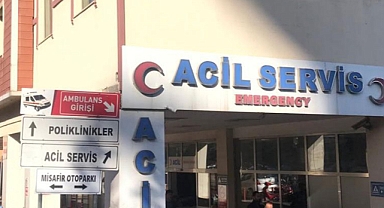 ACİL SERVİS
EMERGENCY
AMBULANS
GİRİŞİ
POLİKLİNİKLER
ACİL SERVİS
MİSAFİR OTOPARKI
ACİ